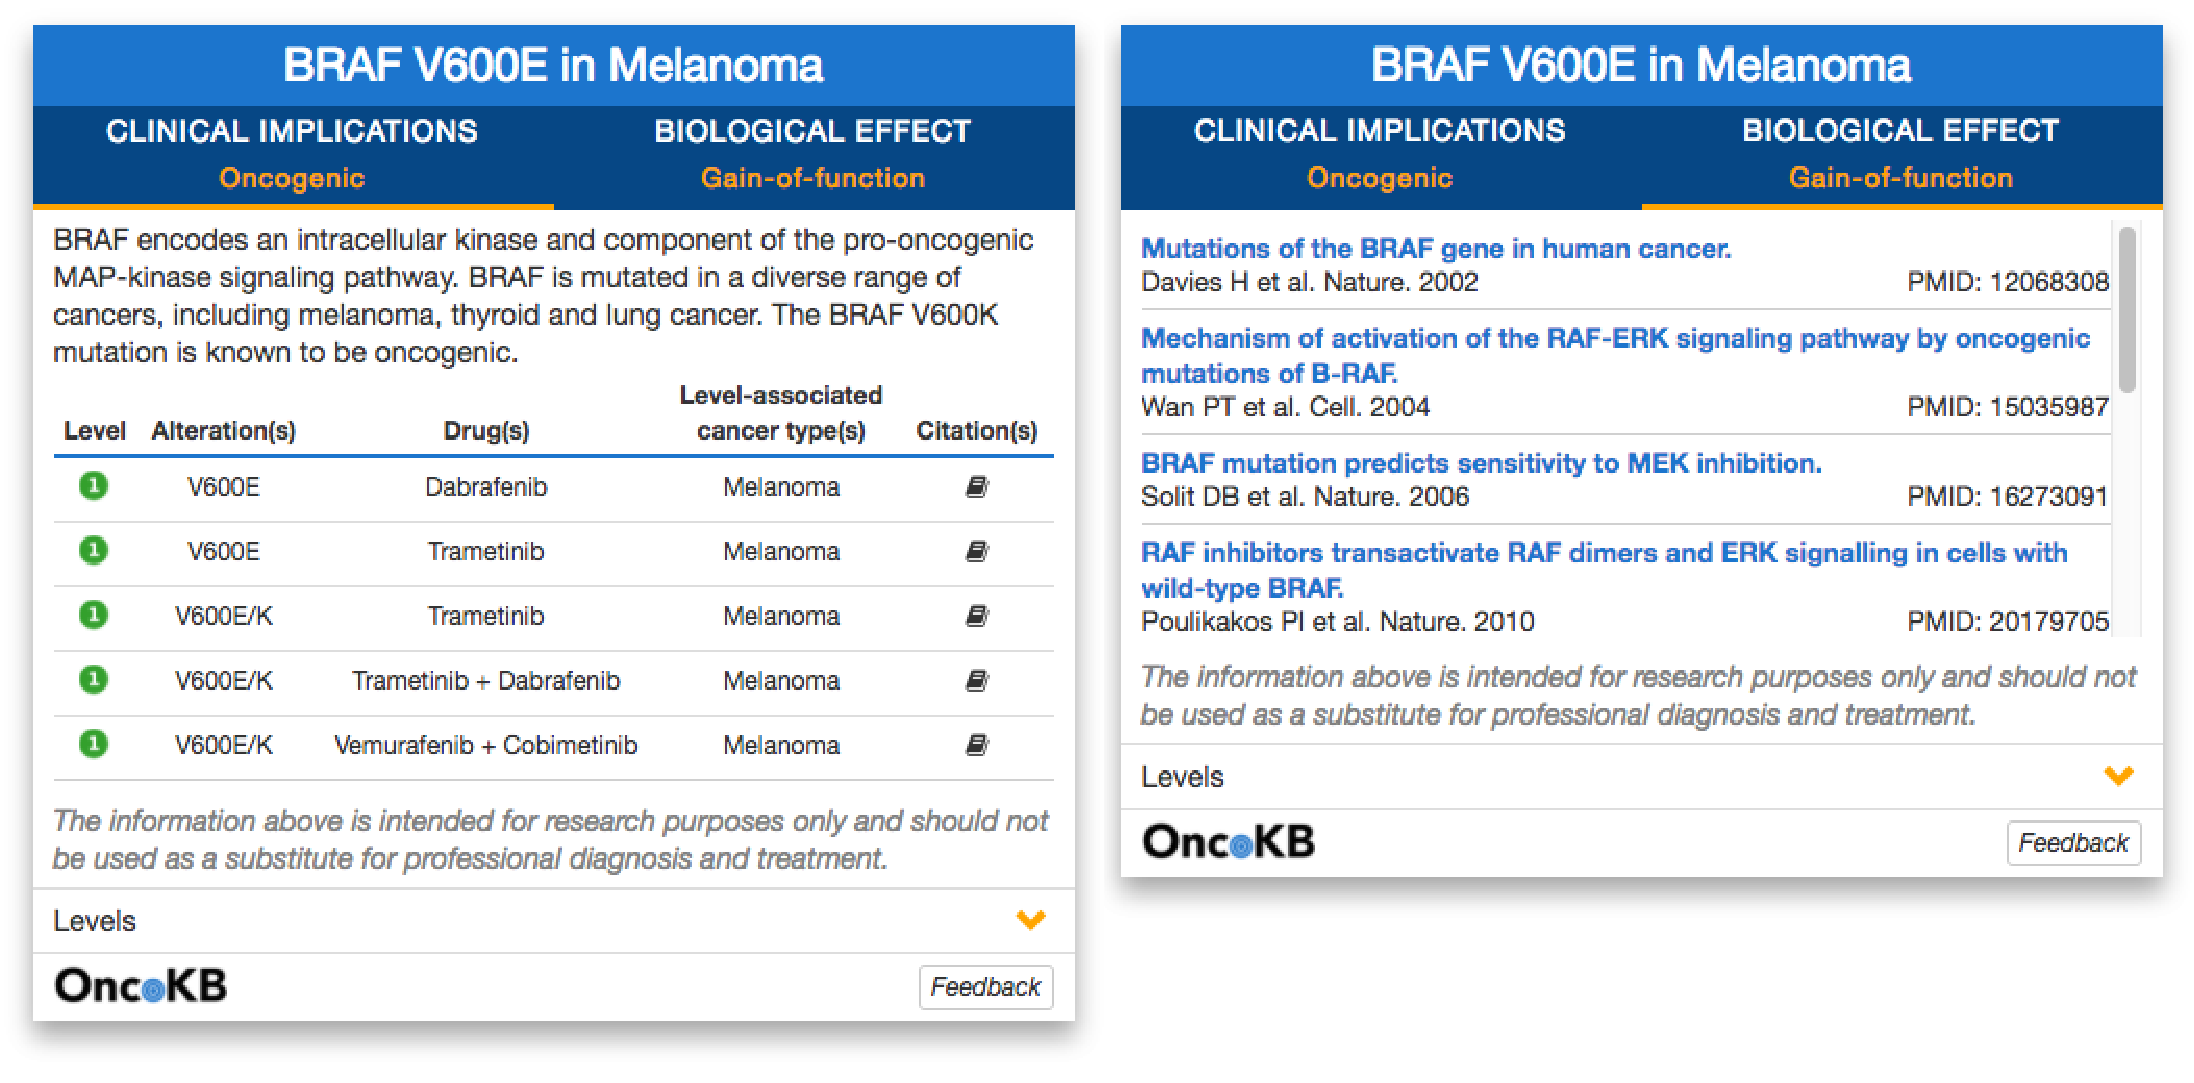 BRAF V600E in Melanoma
CLINICAL IMPLICATIONS BIOLOGICAL EFFECT
Oncogenic Gain-of-function
BRAF encodes an intracellular kinase and component of the pro-oncogenic
MAP-kinase signaling pathway. BRAF is mutated in a diverse range of
cancers, including melanoma, thyroid and lung cancer. The BRAF V600K
mutation is known to be oncogenic.
Level-associated
Level Alteration(s) Drug(s) cancer type(s) Citation(s)
1 V600E Dabrafenib Melanoma
1 V600E Trametinib Melanoma
1 V600E/K Trametinib Melanoma
1 V600E/K Trametinib + Dabrafenib Melanoma
1 V600E/K Vemurafenib + Cobimetinib Melanoma
The information above is intended for research purposes only and should not
be used as a substitute for professional diagnosis and treatment.
Levels
OncoKB Feedback
BRAF V600E in Melanoma
CLINICAL IMPLICATIONS BIOLOGICAL EFFECT
Oncogenic Gain-of-function
Mutations of the BRAF gene in human cancer.
Davies H et al. Nature. 2002 PMID: 12068308
Mechanism of activation of the RAF-ERK signaling pathway by oncogenic
mutations of B-RAF.
Wan PT et al. Cell. 2004 PMID: 15035987
BRAF mutation predicts sensitivity to MEK inhibition.
Solit DB et al. Nature. 2006 PMID: 16273091
RAF inhibitors transactivate RAF dimers and ERK signalling in cells with
wild-type BRAF.
Poulikakos PI et al. Nature. 2010 PMID: 20179705
The information above is intended for research purposes only and should not
be used as a substitute for professional diagnosis and treatment.
Levels
OncoKB Feedback